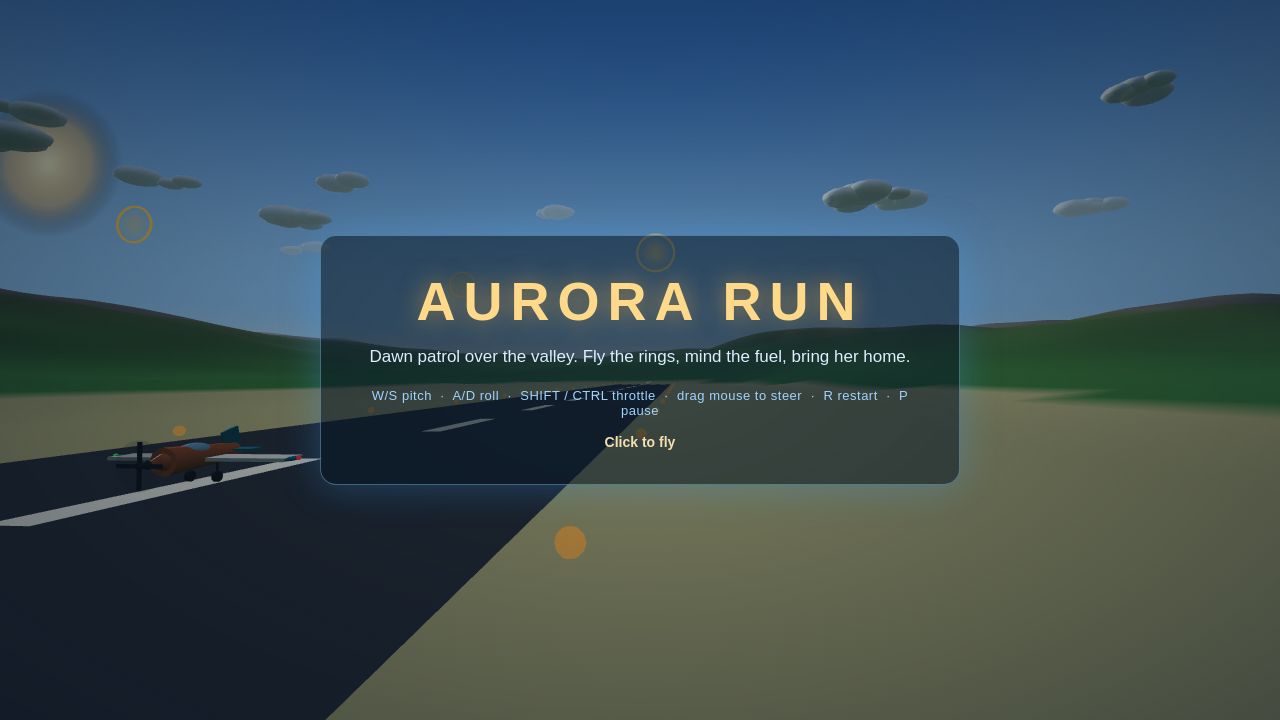 AURORA RUN
Dawn patrol over the valley. Fly the rings, mind the fuel, bring her home.
W/S pitch · A/D roll · SHIFT / CTRL throttle · drag mouse to steer · R restart · P
pause
Click to fly